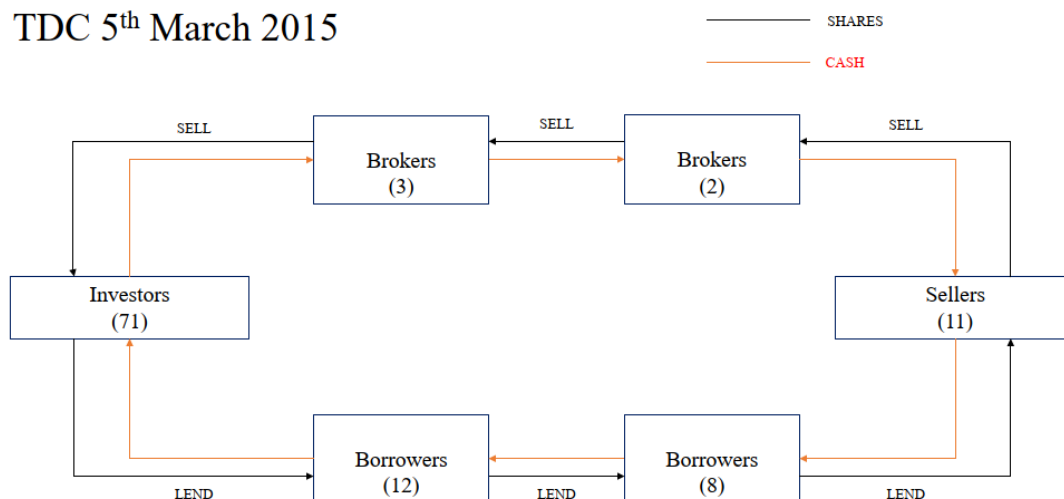 TDC 5th March 2015
SHARES
CASH
SELL
SELL
SELL
Brokers
(3)
Brokers
(2)
Investors
(71)
Sellers
(11)
Borrowers
(12)
Borrowers
(8)
LEND
LEND
LEND